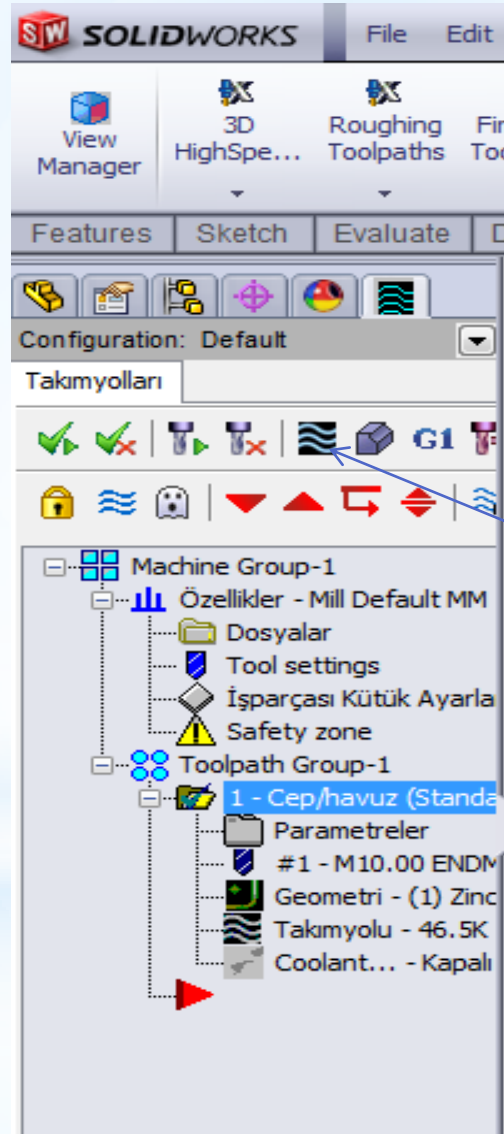 SW SOLIDWORKS File Edit
View Manager
3D HighSpe...
Roughing Toolpaths
Features Sketch Evaluate
Configuration: Default
Takımyolları
G1
Machine Group-1
Özellikler - Mill Default MM
Dosyalar
Tool settings
İşparçası Kütük Ayarla
Safety zone
Toolpath Group-1
1 - Cep/havuz (Standa
Parametreler
#1 - M10.00 ENDM
Geometri - (1) Zinc
Takımyolu - 46.5K
Coolant... - Kapalı